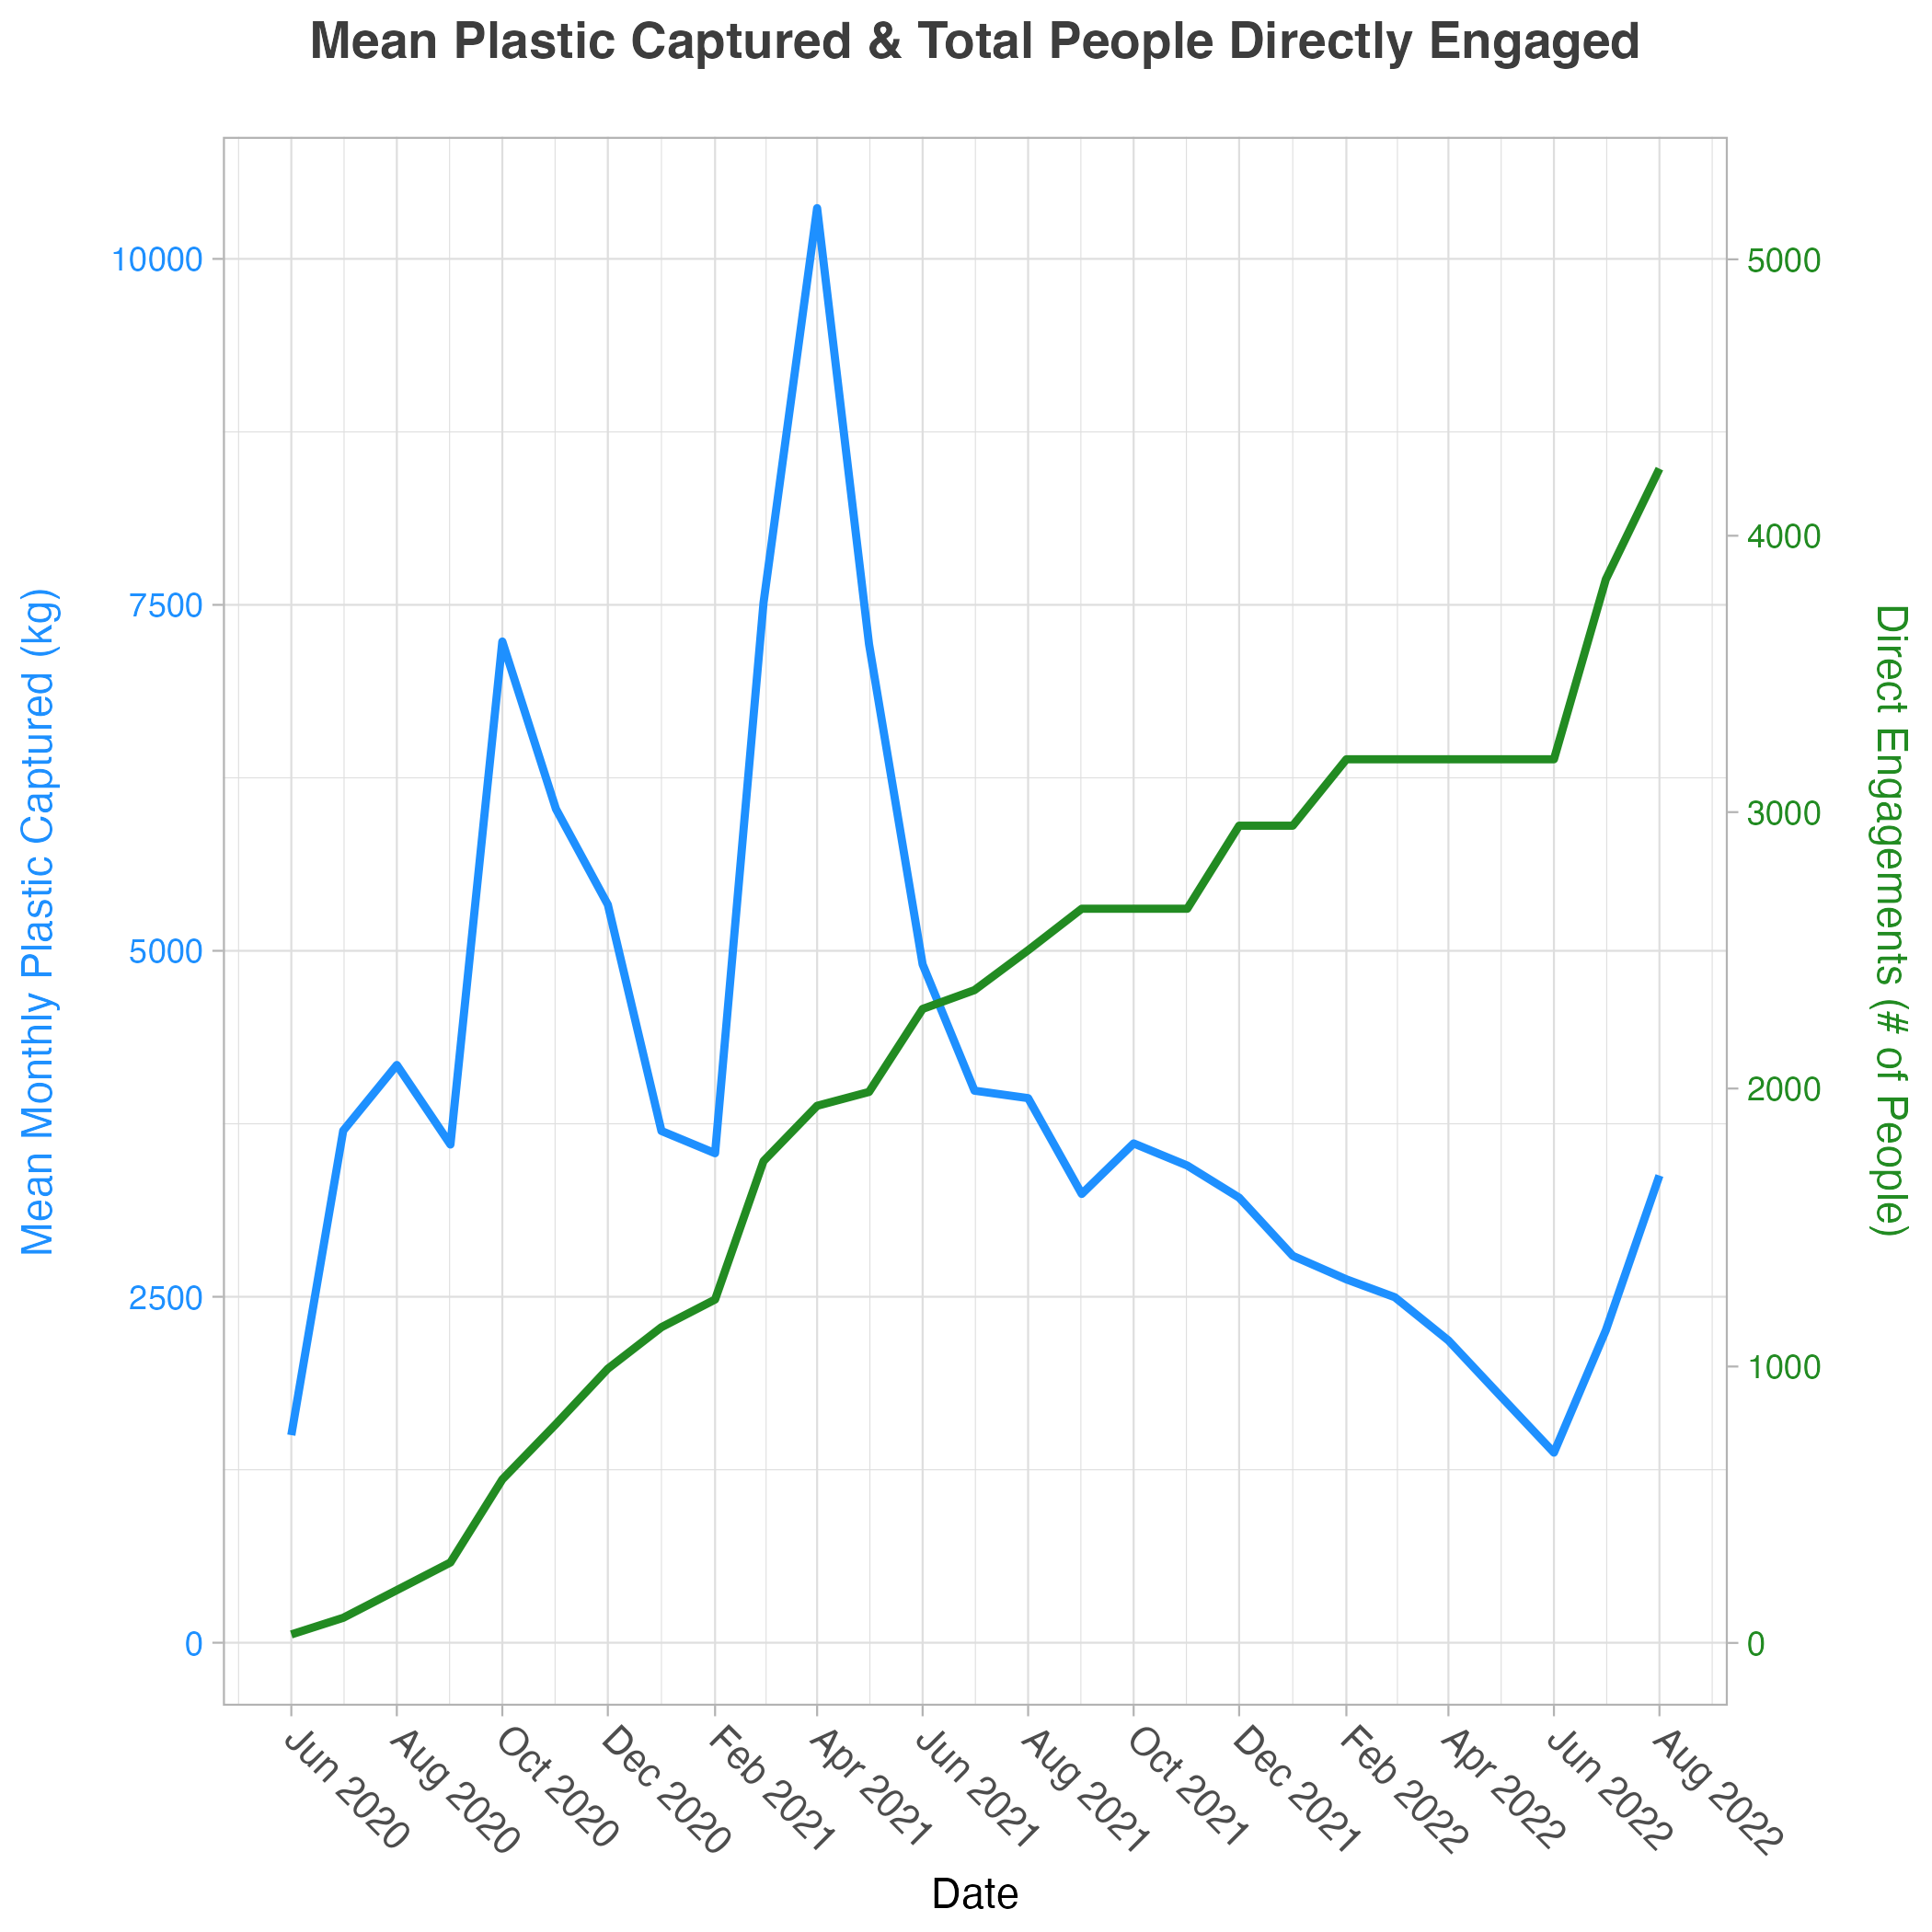 Mean Plastic Captured & Total People Directly Engaged
Mean Monthly Plastic Captured (kg)
10000
7500
5000
2500
0
5000
4000
3000
2000
1000
0
Direct Engagements (# of People)
Jun 2020
Aug 2020
Oct 2020
Dec 2020
Feb 2021
Apr 2021
Jun 2021
Aug 2021
Oct 2021
Dec 2021
Feb 2022
Apr 2022
Jun 2022
Aug 2022
Date